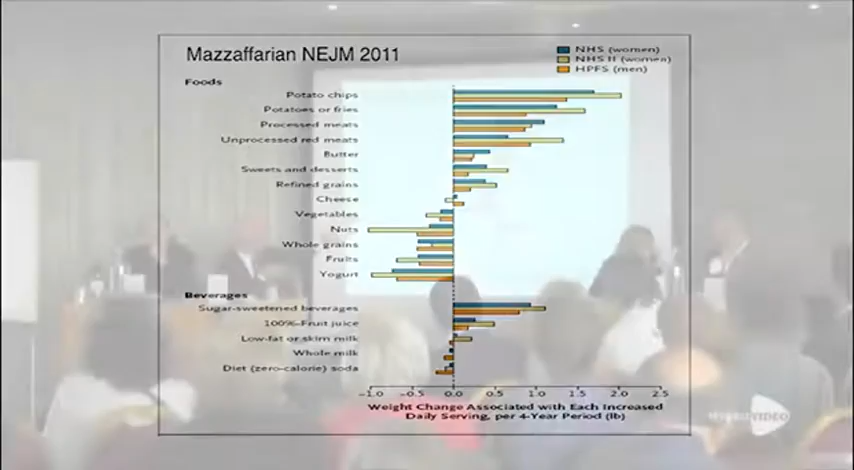 Mazzaffarian NEJM 2011
NHS (women)
NHS II (women)
HPFS (men)
Foods
Potato chips
Potatoes or fries
Processed meats
Unprocessed red meats
Butter
Sweets and desserts
Refined grains
Cheese
Vegetables
Nuts
Whole grains
Fruits
Yogurt
Beverages
Sugar-sweetened beverages
100%-Fruit juice
Low-fat or skim milk
Whole milk
Diet (zero-calorie) soda
−1.0 −0.5 0.0 0.5 1.0 1.5 2.0 2.5
Weight Change Associated with Each Increased
Daily Serving, per 4-Year Period (lb)